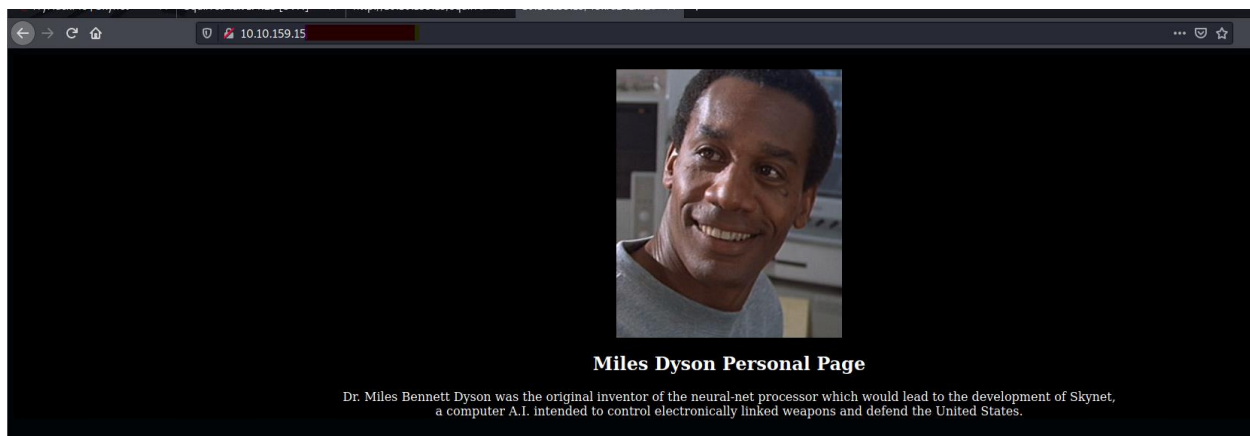 10.10.159.15
Miles Dyson Personal Page
Dr. Miles Bennett Dyson was the original inventor of the neural-net processor which would lead to the development of Skynet,
a computer A.I. intended to control electronically linked weapons and defend the United States.